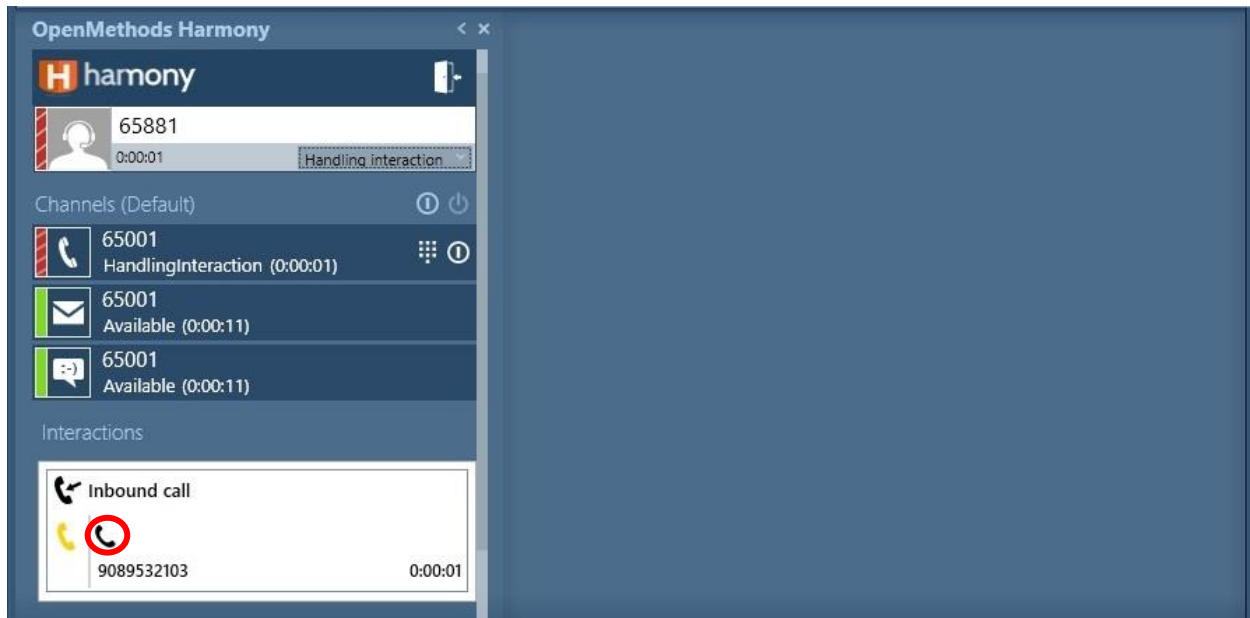 OpenMethods Harmony
H harmony
65881
0:00:01 Handling interaction
Channels (Default)
65001
HandlingInteraction (0:00:01)
65001
Available (0:00:11)
:-) 65001
Available (0:00:11)
Interactions
Inbound call
9089532103 0:00:01